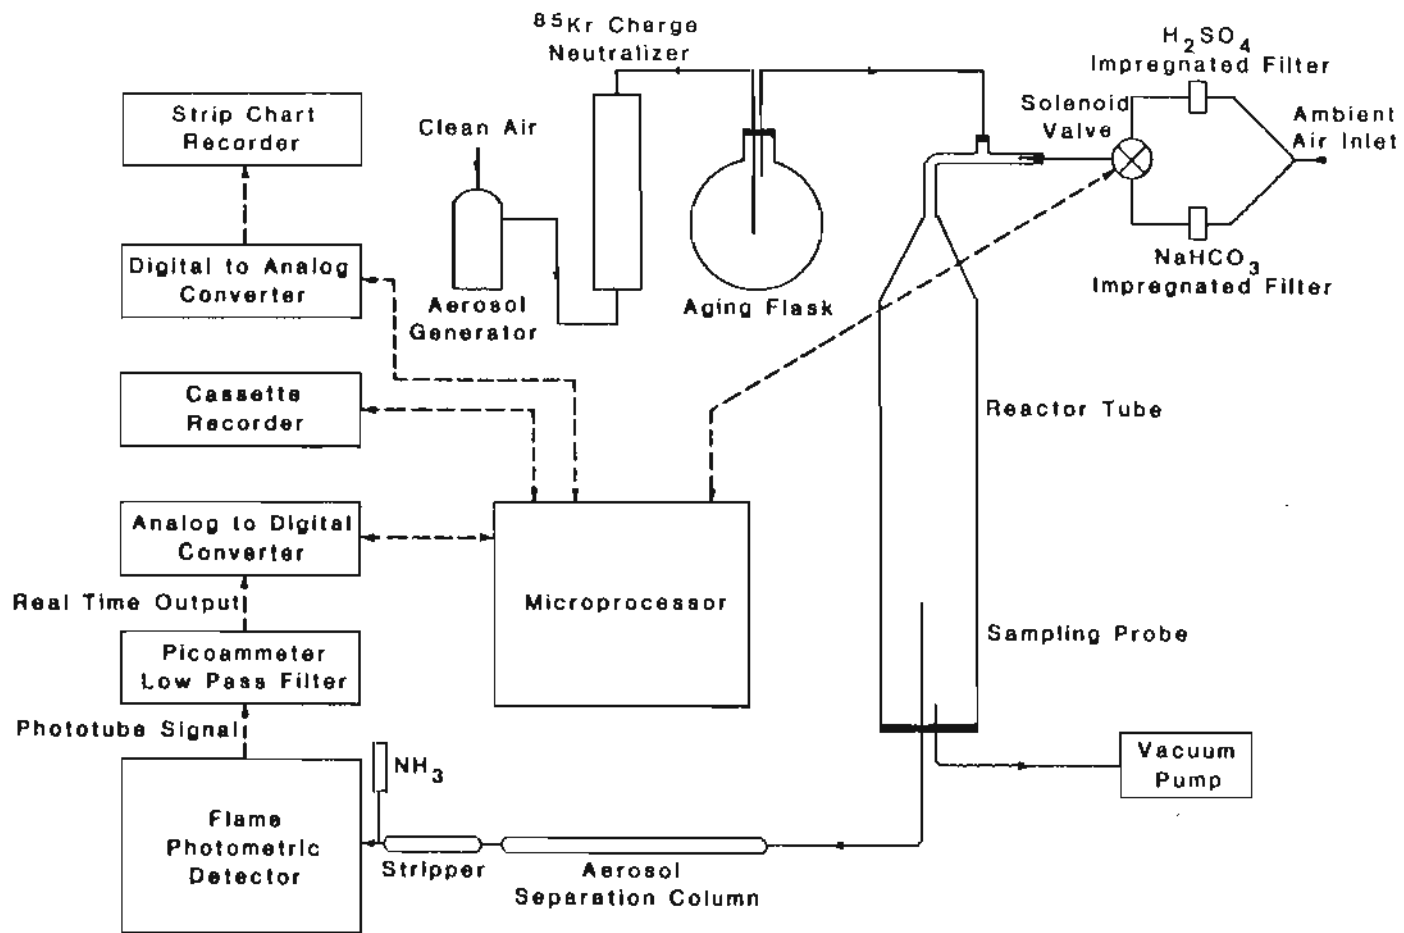 85Kr Charge
Neutralizer
H2SO4
Impregnated Filter
Strip Chart
Recorder
Clean Air
Solenoid
Valve
Ambient
Air Inlet
Digital to Analog
Converter
Aerosol
Generator
Aging Flask
NaHCO3
Impregnated Filter
Cassette
Recorder
Reactor Tube
Analog to Digital
Converter
Real Time Output
Microprocessor
Sampling Probe
Picoammeter
Low Pass Filter
Phototube Signal
NH3
Vacuum
Pump
Flame
Photometric
Detector
Stripper
Aerosol
Separation Column